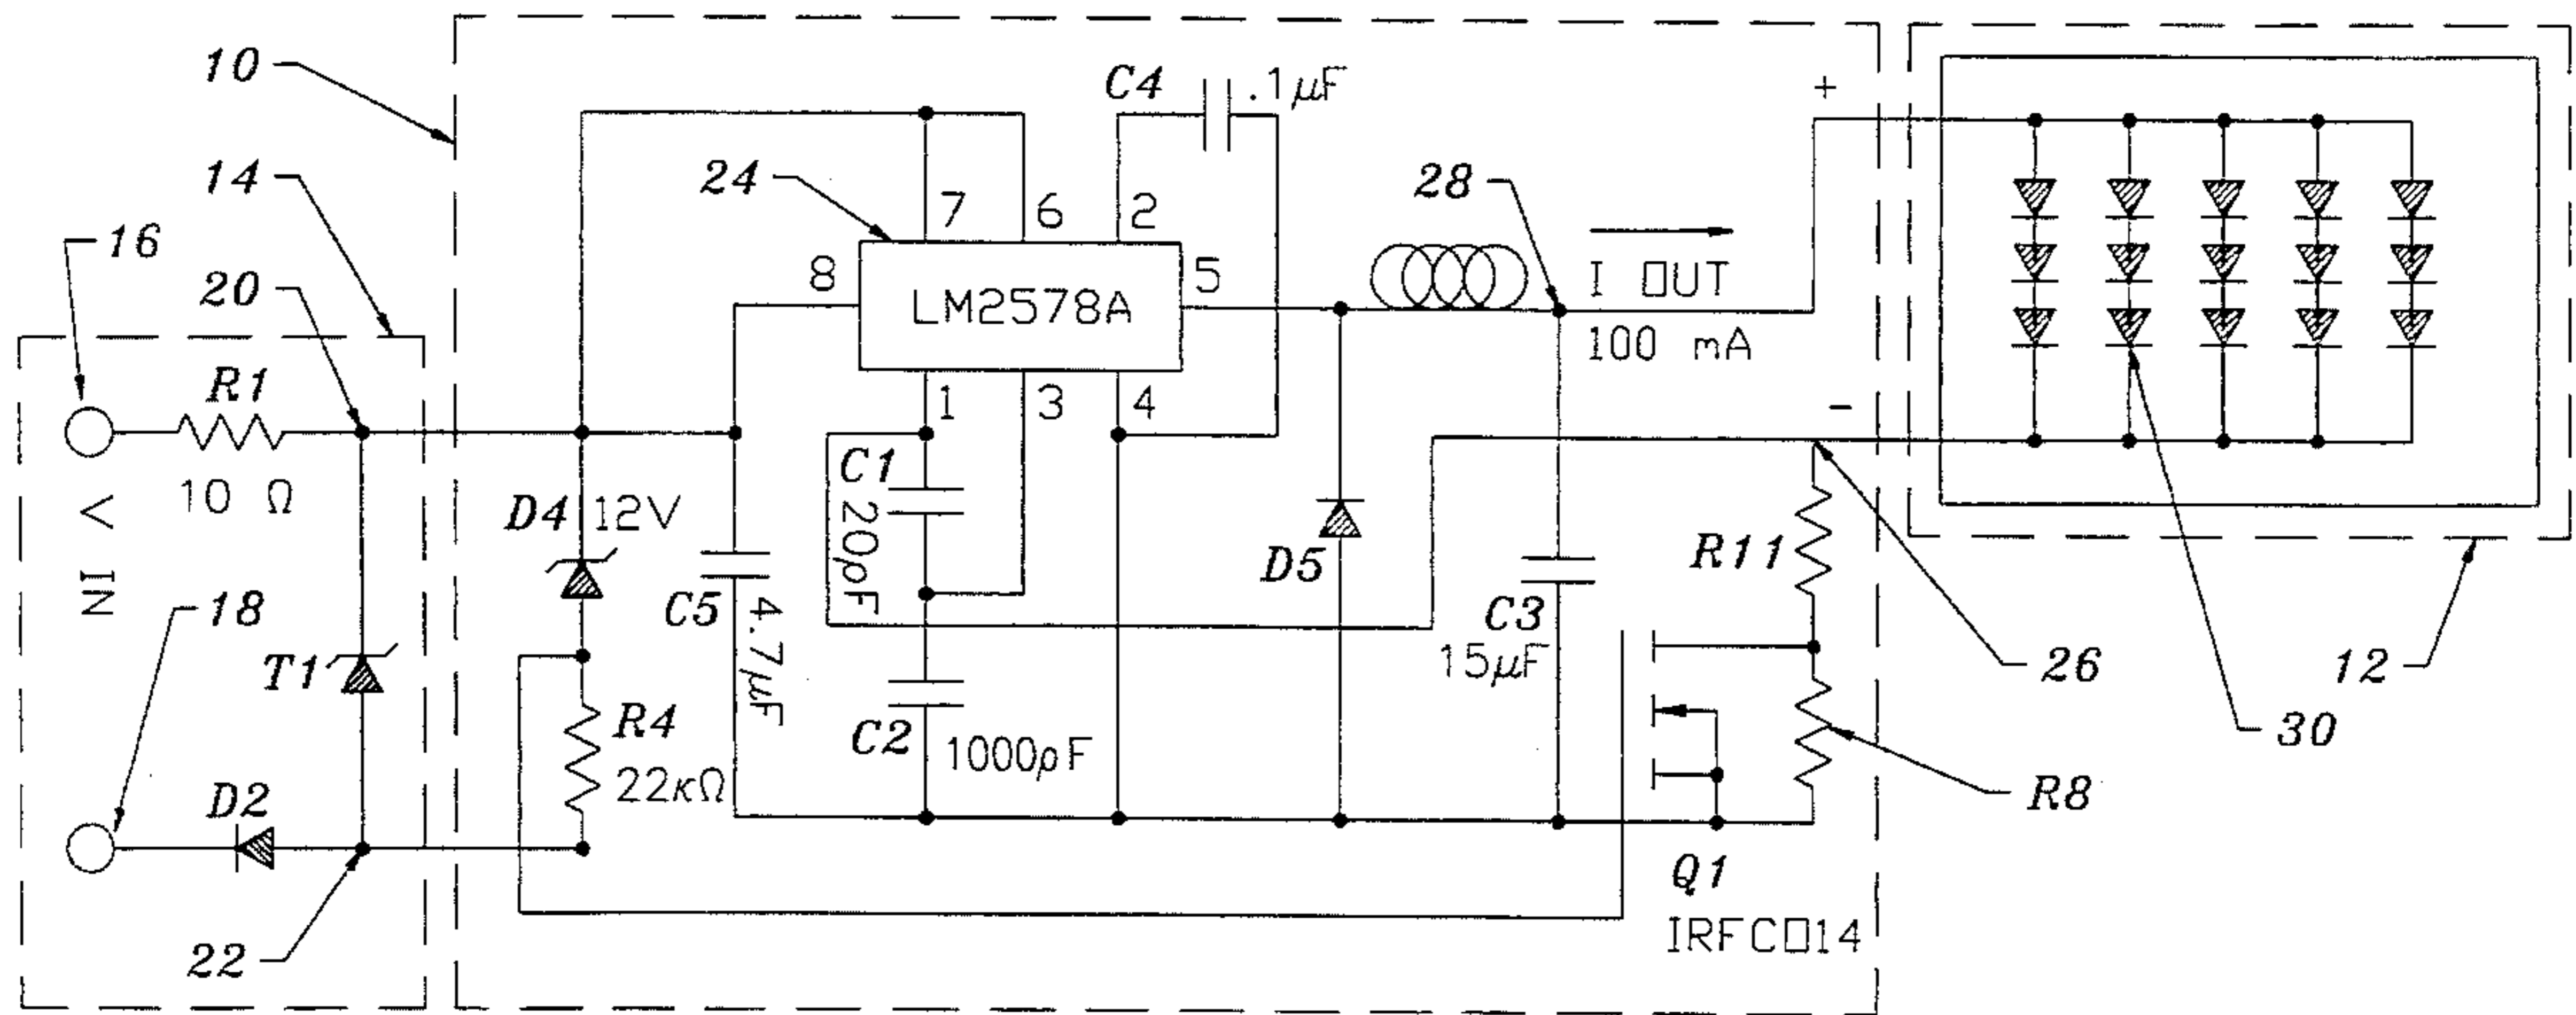 10
C4
.1µF
+
14
24
28
7
6
2
16
20
8
5
LM2578A
I OUT
100 mA
R1
1
3
4
-
10 Ω
V IN
C1
20pF
D4
12V
D5
R11
18
C5
4.7µF
C3
15µF
T1
26
12
R4
22KΩ
C2
1000pF
30
D2
R8
Q1
IRFC014
22